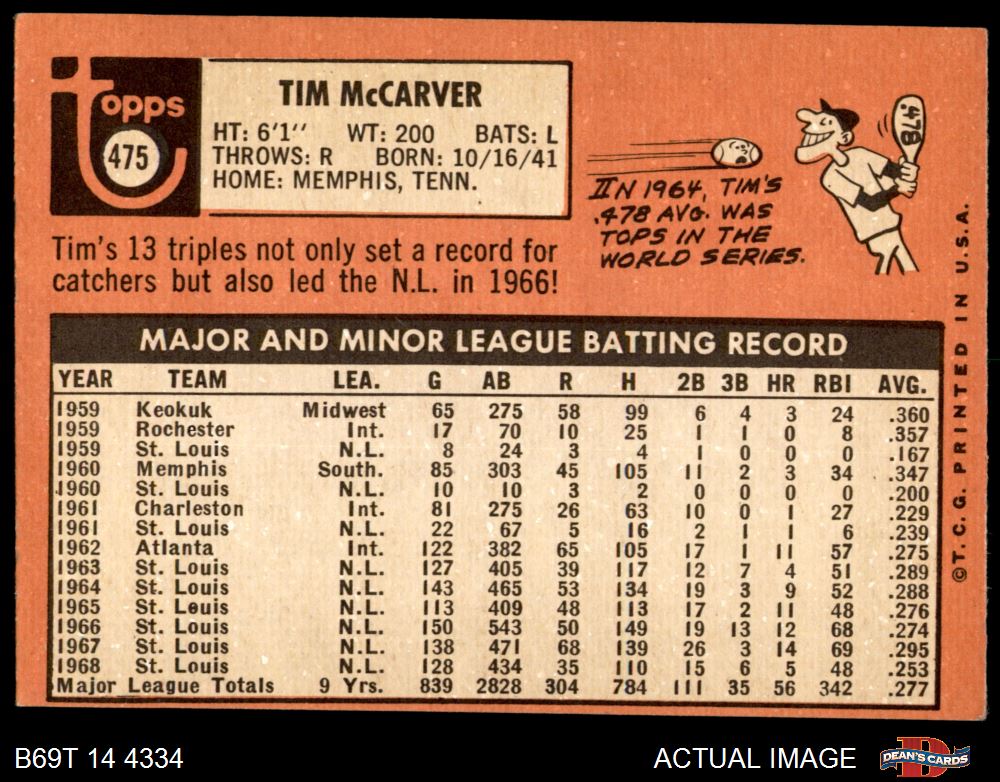 Topps
475
TIM McCARVER
HT: 6'1'' WT: 200 BATS: L
THROWS: R BORN: 10/16/41
HOME: MEMPHIS, TENN.
Tim's 13 triples not only set a record for
catchers but also led the N.L. in 1966!
.478
IN 1964, TIM'S
.478 AVG. WAS
TOPS IN THE
WORLD SERIES.
MAJOR AND MINOR LEAGUE BATTING RECORD
YEAR TEAM LEA. G AB R H 2B 3B HR RBI AVG.
1959 Keokuk Midwest 65 275 58 99 6 4 3 24 .360
1959 Rochester Int. 17 70 10 25 1 1 0 8 .357
1959 St. Louis N.L. 8 24 3 4 1 0 0 0 .167
1960 Memphis South. 85 303 45 105 11 2 3 34 .347
1960 St. Louis N.L. 10 10 3 2 0 0 0 0 .200
1961 Charleston Int. 81 275 26 63 10 0 1 27 .229
1961 St. Louis N.L. 22 67 5 16 2 1 1 6 .239
1962 Atlanta Int. 122 382 65 105 17 1 11 57 .275
1963 St. Louis N.L. 127 405 39 117 12 7 4 51 .289
1964 St. Louis N.L. 143 465 53 134 19 3 9 52 .288
1965 St. Louis N.L. 113 409 48 113 17 2 11 48 .276
1966 St. Louis N.L. 150 543 50 149 19 13 12 68 .274
1967 St. Louis N.L. 138 471 68 139 26 3 14 69 .295
1968 St. Louis N.L. 128 434 35 110 15 6 5 48 .253
Major League Totals 9 Yrs. 839 2828 304 784 111 35 56 342 .277
©T.C.G. PRINTED IN U.S.A.
B69T 14 4334
ACTUAL IMAGE
DEAN'S CARDS